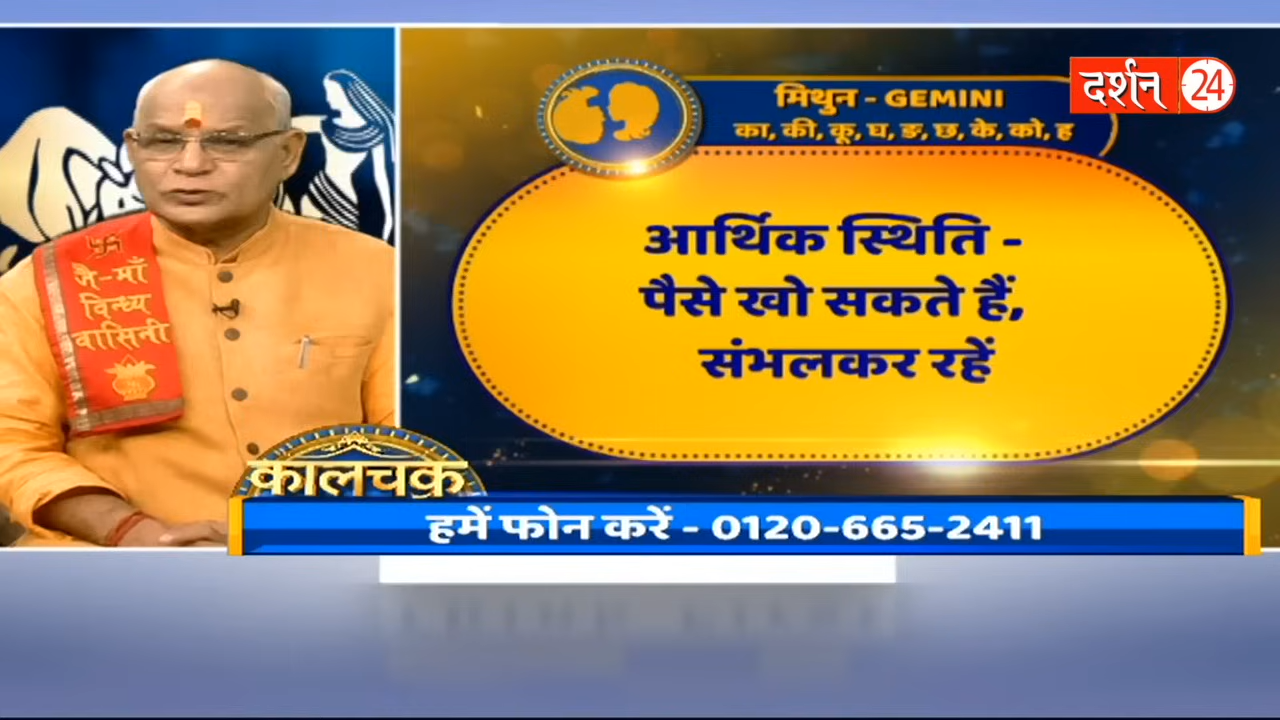 दर्शन 24
मिथुन - GEMINI
का, की, कू, घ, ङ, छ, के, को, ह
आर्थिक स्थिति -
पैसे खो सकते हैं,
संभलकर रहें
जै-माँ
विन्ध्य
वासिनी
कालचक्र
हमें फोन करें - 0120-665-2411